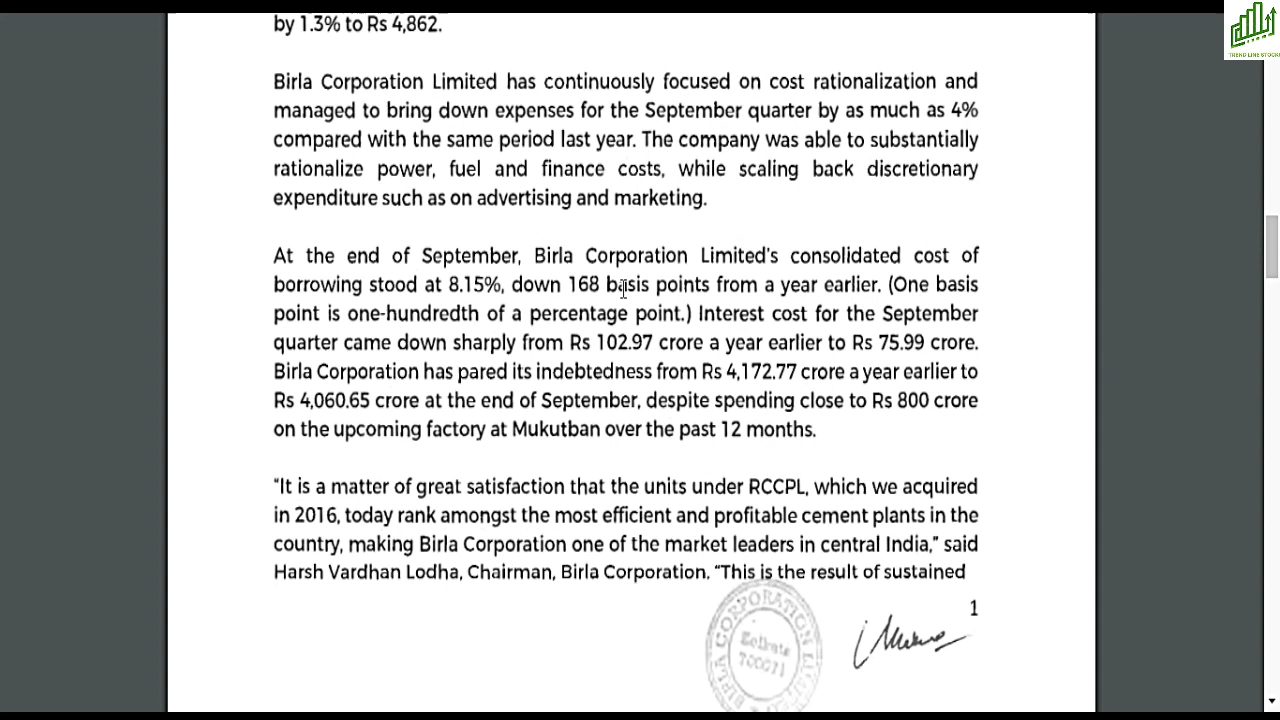 TREND LINE STOCKS
by 1.3% to Rs 4,862.
Birla Corporation Limited has continuously focused on cost rationalization and
managed to bring down expenses for the September quarter by as much as 4%
compared with the same period last year. The company was able to substantially
rationalize power, fuel and finance costs, while scaling back discretionary
expenditure such as on advertising and marketing.
At the end of September, Birla Corporation Limited's consolidated cost of
borrowing stood at 8.15%, down 168 basis points from a year earlier. (One basis
point is one-hundredth of a percentage point.) Interest cost for the September
quarter came down sharply from Rs 102.97 crore a year earlier to Rs 75.99 crore.
Birla Corporation has pared its indebtedness from Rs 4,172.77 crore a year earlier to
Rs 4,060.65 crore at the end of September, despite spending close to Rs 800 crore
on the upcoming factory at Mukutban over the past 12 months.
“It is a matter of great satisfaction that the units under RCCPL, which we acquired
in 2016, today rank amongst the most efficient and profitable cement plants in the
country, making Birla Corporation one of the market leaders in central India,” said
Harsh Vardhan Lodha, Chairman, Birla Corporation. “This is the result of sustained
1
BIRLA CORPORATION LIMITED
Kolkata
700071